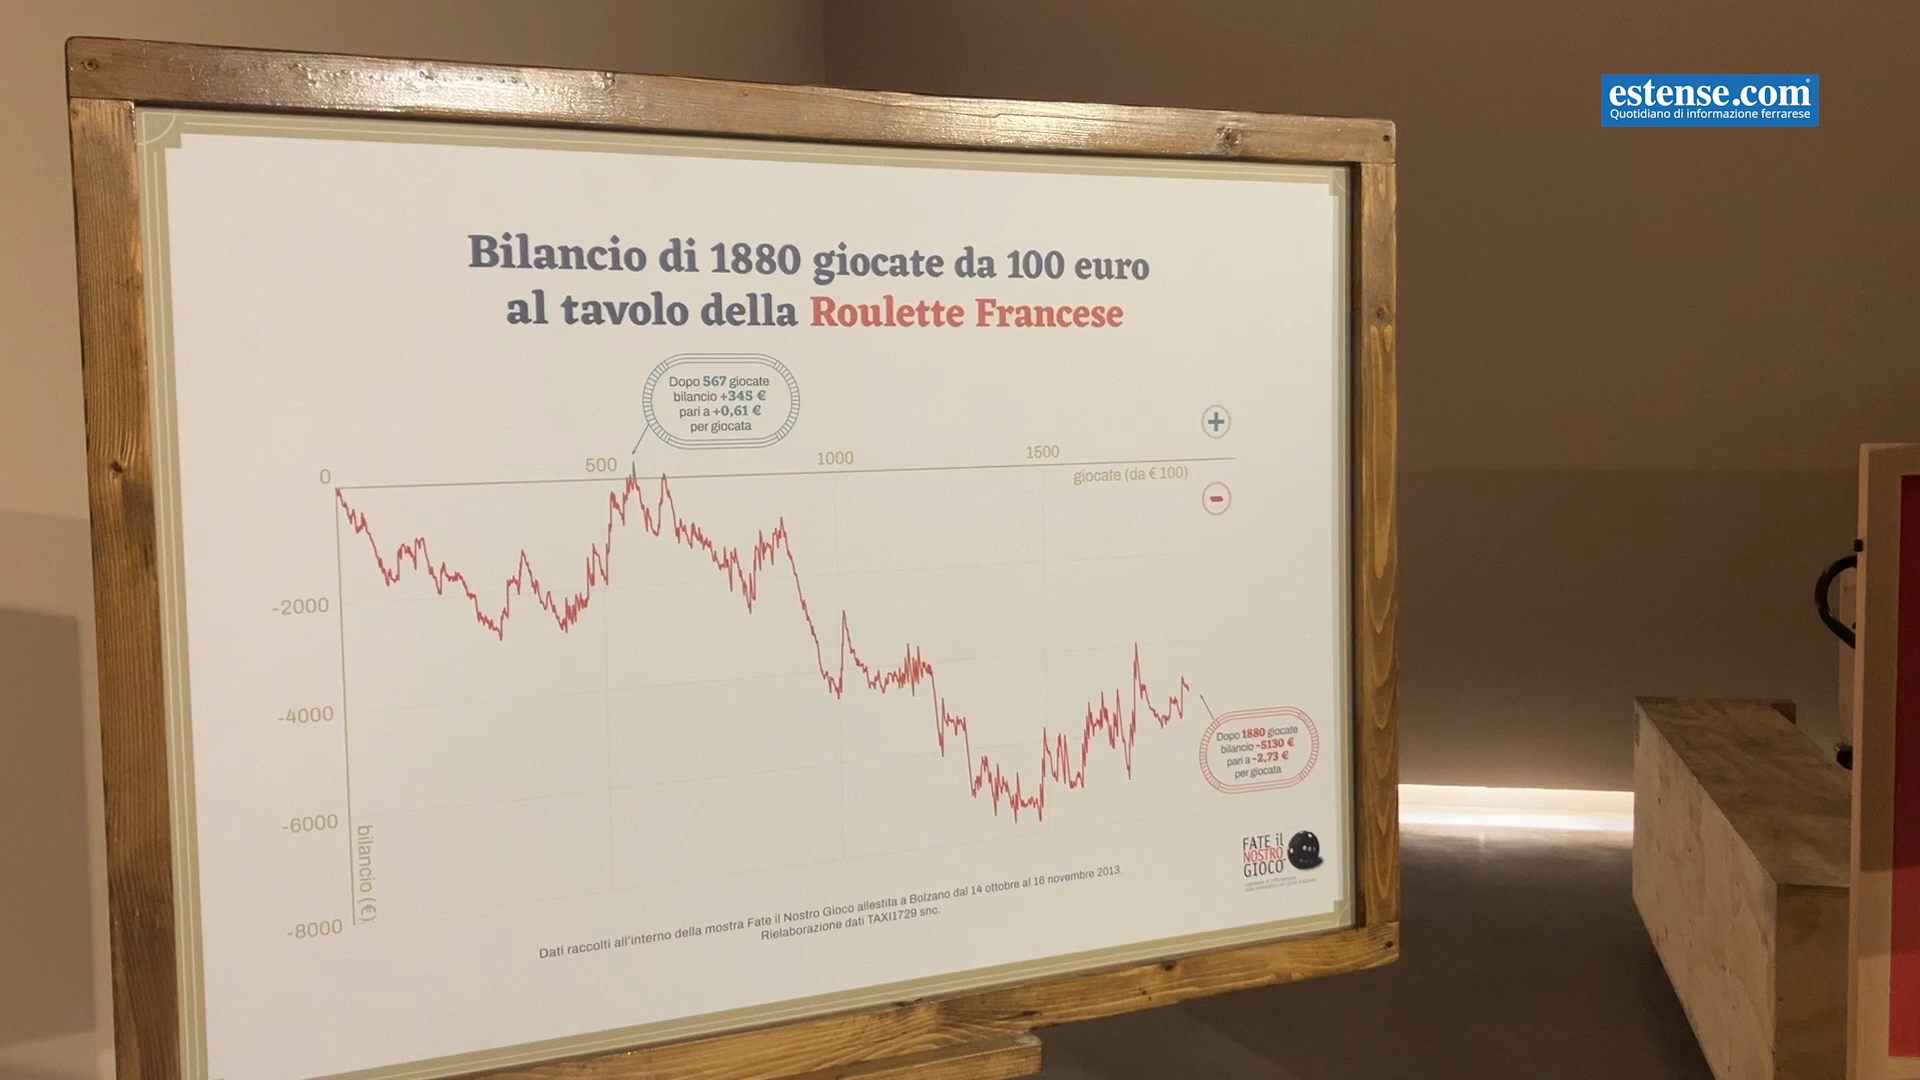 estense.com
Quotidiano di informazione ferrarese
Bilancio di 1880 giocate da 100 euro
al tavolo della Roulette Francese
Dopo 567 giocate
bilancio +345 €
pari a +0,61 €
per giocata
+
0
500
1000
1500
giocate (da € 100)
-
-2000
-4000
-6000
-8000
bilancio (€)
Dopo 1880 giocate
bilancio -5130 €
pari a -2,73 €
per giocata
FATE il
NOSTRO
GIOCO
Dati raccolti all'interno della mostra Fate il Nostro Gioco allestita a Bolzano dal 14 ottobre al 16 novembre 2013.
Rielaborazione dati TAXI1729 snc.